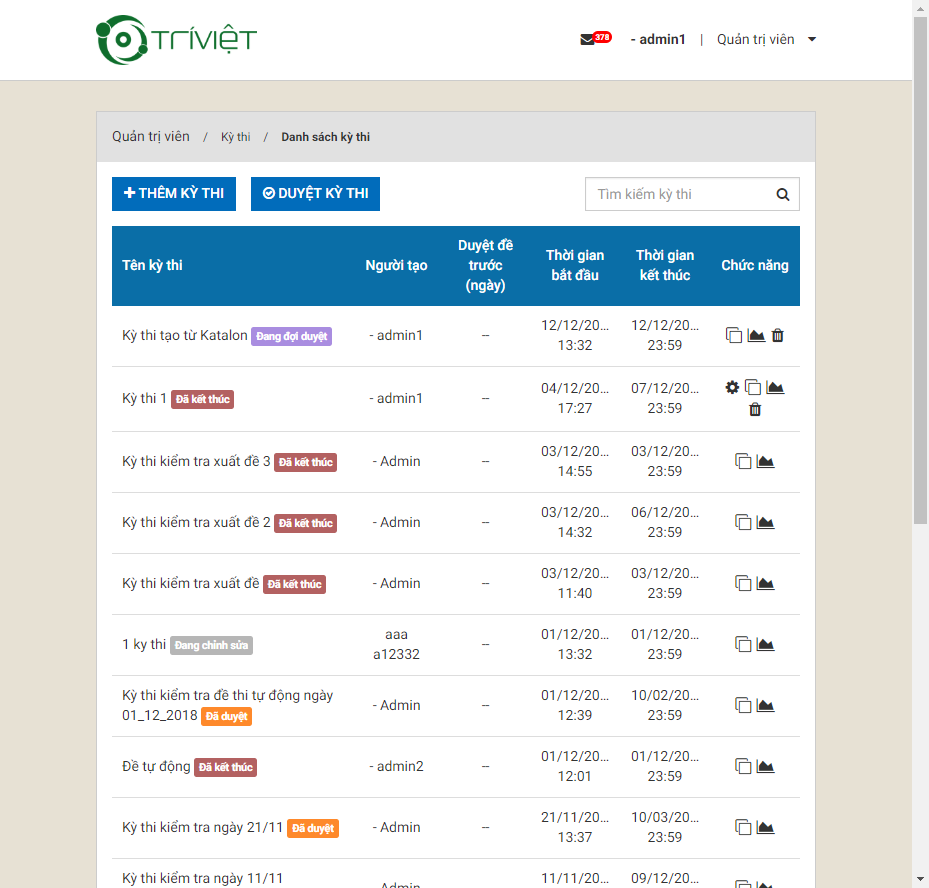 TRÍVIỆT
378
- admin1 | Quản trị viên
Quản trị viên / Kỳ thi / Danh sách kỳ thi
THÊM KỲ THI
DUYỆT KỲ THI
Tìm kiếm kỳ thi
Tên kỳ thi
Người tạo
Duyệt đề
trước
(ngày)
Thời gian
bắt đầu
Thời gian
kết thúc
Chức năng
Kỳ thi tạo từ Katalon Đang đợi duyệt
- admin1
--
12/12/20...
13:32
12/12/20...
23:59
Kỳ thi 1 Đã kết thúc
- admin1
--
04/12/20...
17:27
07/12/20...
23:59
Kỳ thi kiểm tra xuất đề 3 Đã kết thúc
- Admin
--
03/12/20...
14:55
03/12/20...
23:59
Kỳ thi kiểm tra xuất đề 2 Đã kết thúc
- Admin
--
03/12/20...
14:32
06/12/20...
23:59
Kỳ thi kiểm tra xuất đề Đã kết thúc
- Admin
--
03/12/20...
11:40
03/12/20...
23:59
1 ky thi Đang chỉnh sửa
aaa
a12332
--
01/12/20...
13:32
01/12/20...
23:59
Kỳ thi kiểm tra đề thi tự động ngày
01_12_2018 Đã duyệt
- Admin
--
01/12/20...
12:39
10/02/20...
23:59
Đề tự động Đã kết thúc
- admin2
--
01/12/20...
12:01
01/12/20...
23:59
Kỳ thi kiểm tra ngày 21/11 Đã duyệt
- Admin
--
21/11/20...
13:37
10/03/20...
23:59
Kỳ thi kiểm tra ngày 11/11
- Admin
11/11/20...
09/12/20...